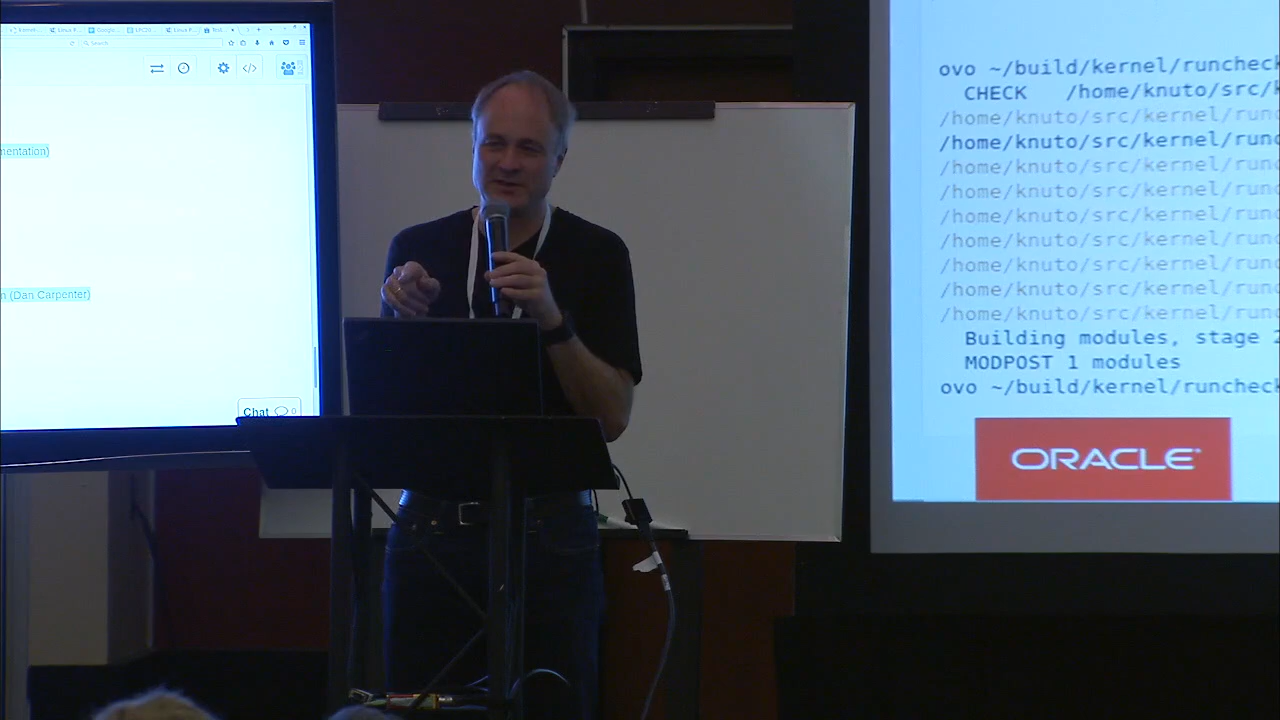 Search
mentation)
n (Dan Carpenter)
Chat 0
ovo ~/build/kernel/runcheck
CHECK /home/knuto/src/k
/home/knuto/src/kernel/runc
/home/knuto/src/kernel/runc
/home/knuto/src/kernel/runc
/home/knuto/src/kernel/runc
/home/knuto/src/kernel/runc
/home/knuto/src/kernel/runc
/home/knuto/src/kernel/runc
/home/knuto/src/kernel/runc
/home/knuto/src/kernel/runc
Building modules, stage 2
MODPOST 1 modules
ovo ~/build/kernel/runcheck
ORACLE